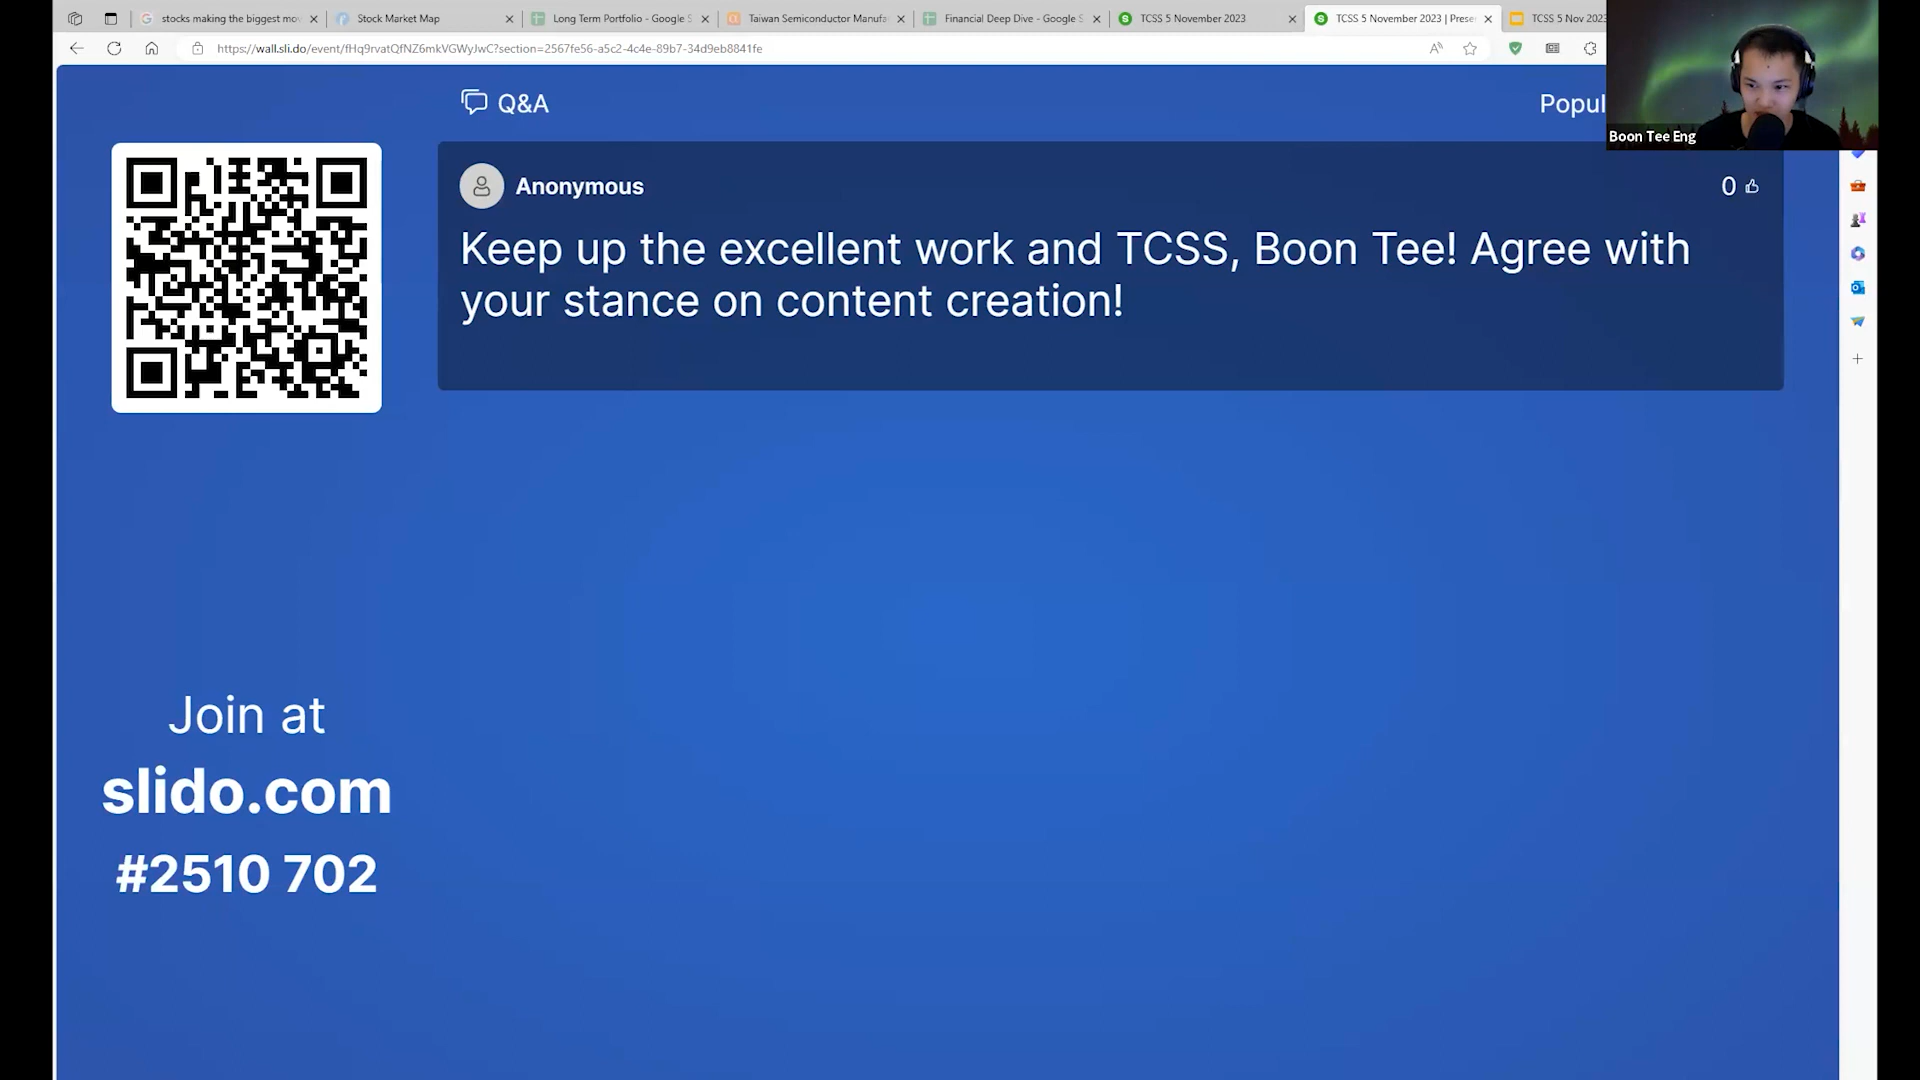 stocks making the biggest mov
Stock Market Map
Long Term Portfolio - Google S
Taiwan Semiconductor Manufa
Financial Deep Dive - Google S
TCSS 5 November 2023
TCSS 5 November 2023 | Prese
TCSS 5 Nov 2023
https://wall.sli.do/event/fHq9rvatQfNZ6mkVGWyJwC?section=2567fe56-a5c2-4c4e-89b7-34d9eb8841fe
Q&A
Popul
Boon Tee Eng
Anonymous
0
Keep up the excellent work and TCSS, Boon Tee! Agree with
your stance on content creation!
Join at
slido.com
#2510 702